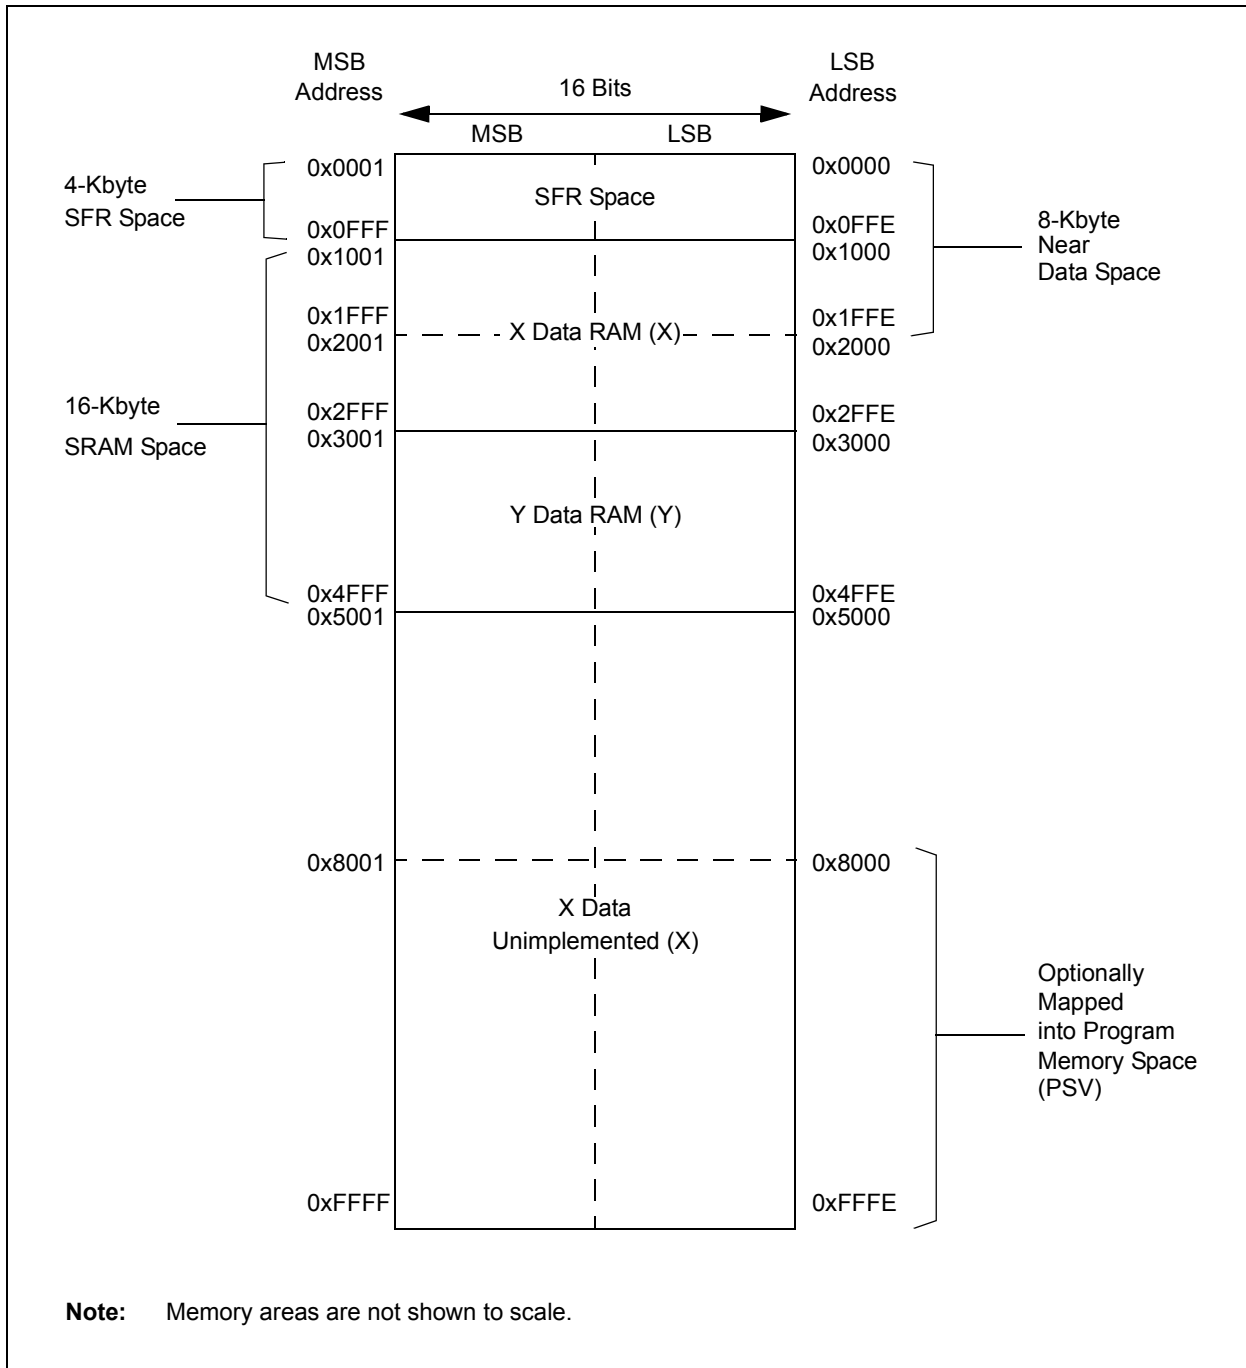 MSB
Address
LSB
Address
16 Bits
MSB
LSB
4-Kbyte
SFR Space
0x0001
0x0FFF
SFR Space
0x0000
0x0FFE
8-Kbyte
Near
Data Space
16-Kbyte
SRAM Space
0x1001
0x1FFF
0x2001
0x2FFF
X Data RAM (X)
0x1000
0x1FFE
0x2000
0x2FFE
0x3001
0x4FFF
Y Data RAM (Y)
0x3000
0x4FFE
0x5001
0x5000
0x8001
0x8000
X Data
Unimplemented (X)
Optionally
Mapped
into Program
Memory Space
(PSV)
0xFFFF
0xFFFE
Note: Memory areas are not shown to scale.